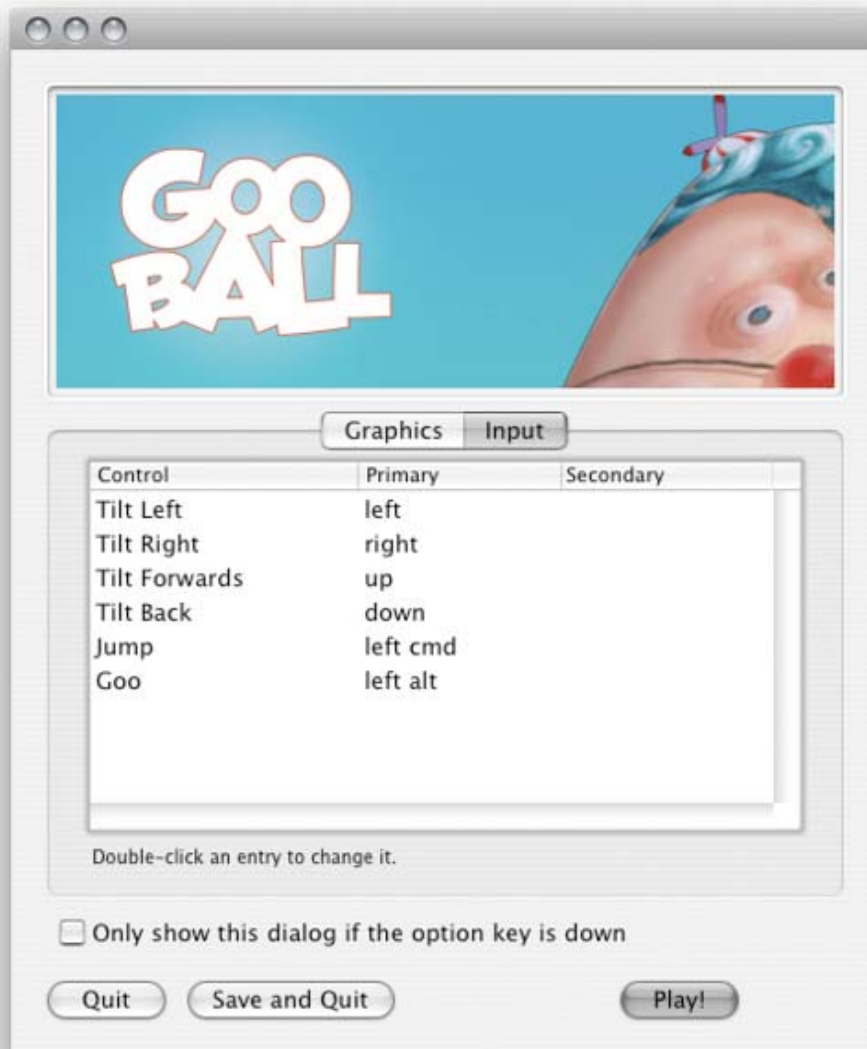 GOO
BALL
Graphics Input
Control Primary Secondary
Tilt Left left
Tilt Right right
Tilt Forwards up
Tilt Back down
Jump left cmd
Goo left alt
Double-click an entry to change it.
Only show this dialog if the option key is down
Quit Save and Quit Play!